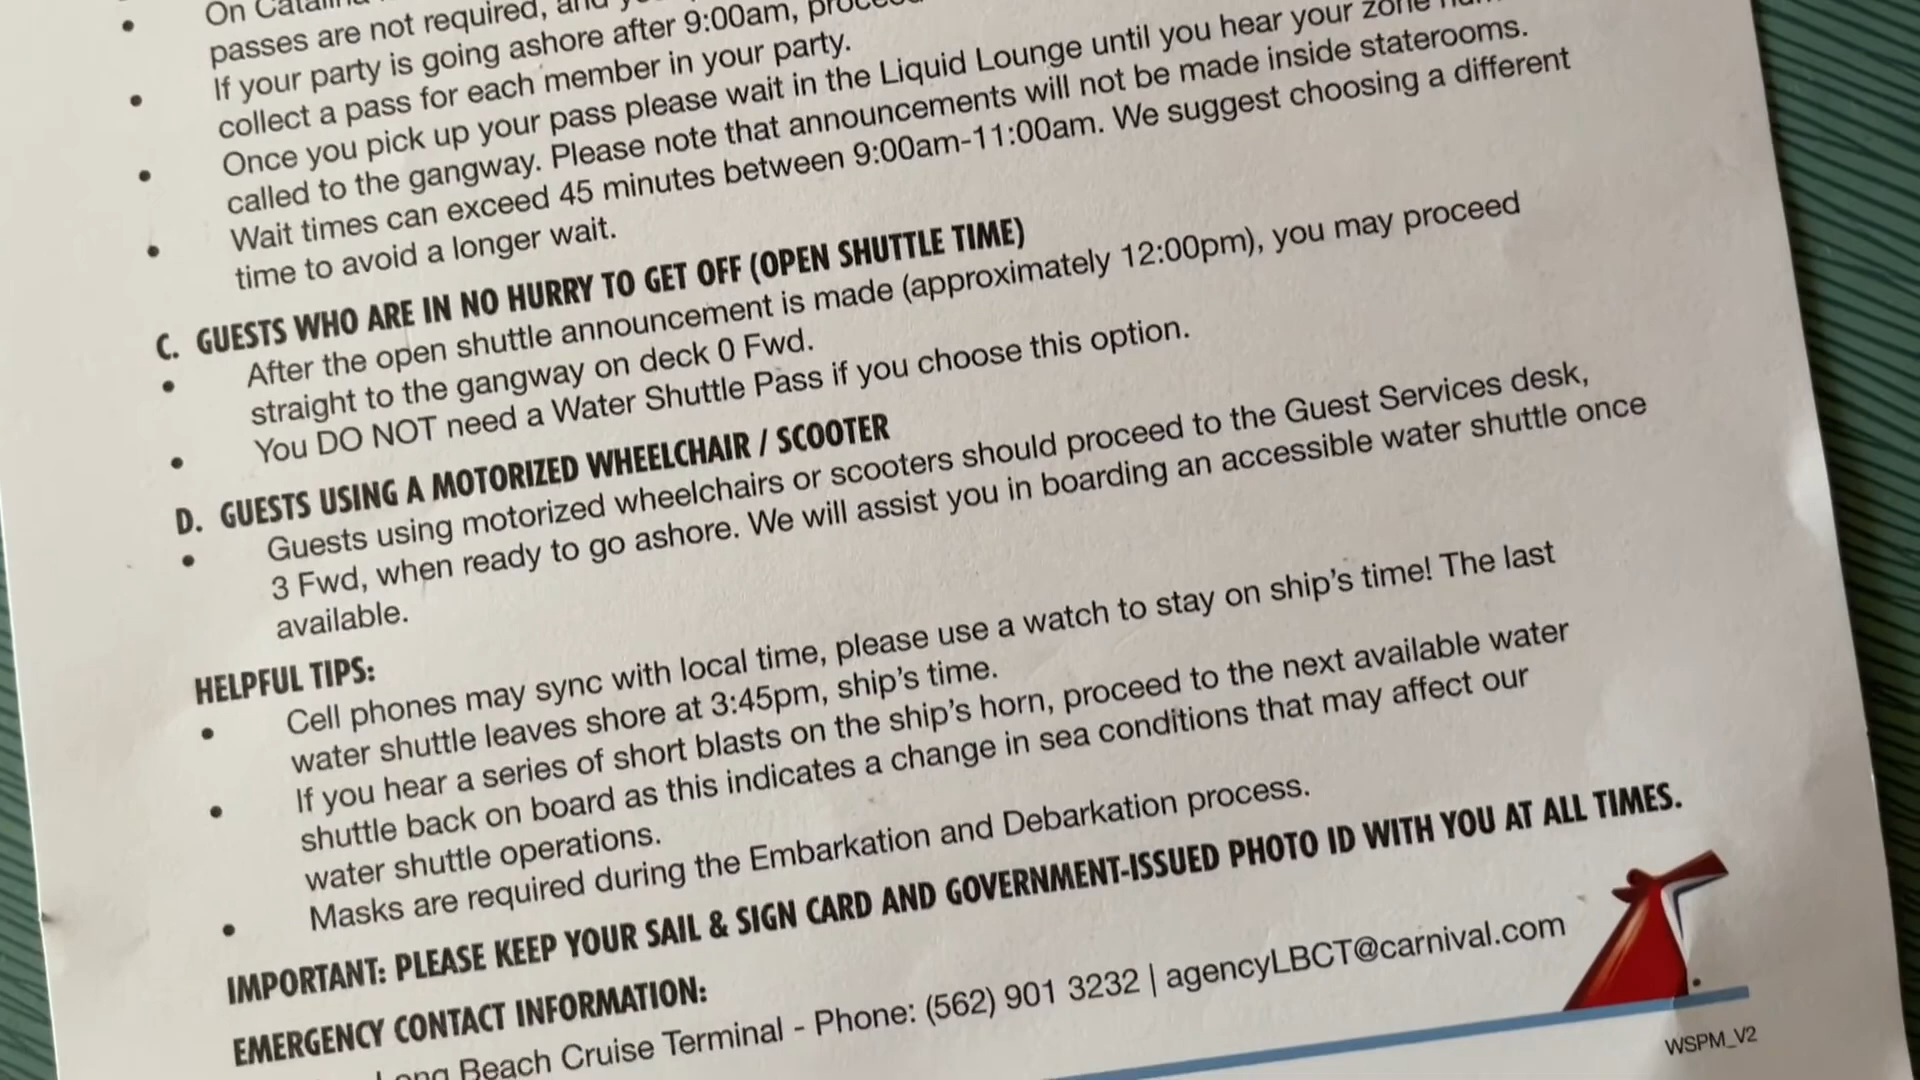 On Catalina
passes are not required, and
If your party is going ashore after 9:00am,
collect a pass for each member in your party.
Once you pick up your pass please wait in the Liquid Lounge until you hear your zone
called to the gangway. Please note that announcements will not be made inside staterooms.
Wait times can exceed 45 minutes between 9:00am-11:00am. We suggest choosing a different
time to avoid a longer wait.
C. GUESTS WHO ARE IN NO HURRY TO GET OFF (OPEN SHUTTLE TIME)
After the open shuttle announcement is made (approximately 12:00pm), you may proceed
straight to the gangway on deck 0 Fwd.
You DO NOT need a Water Shuttle Pass if you choose this option.
D. GUESTS USING A MOTORIZED WHEELCHAIR / SCOOTER
Guests using motorized wheelchairs or scooters should proceed to the Guest Services desk,
3 Fwd, when ready to go ashore. We will assist you in boarding an accessible water shuttle once
available.
HELPFUL TIPS:
Cell phones may sync with local time, please use a watch to stay on ship's time! The last
water shuttle leaves shore at 3:45pm, ship's time.
If you hear a series of short blasts on the ship's horn, proceed to the next available water
shuttle back on board as this indicates a change in sea conditions that may affect our
water shuttle operations.
Masks are required during the Embarkation and Debarkation process.
IMPORTANT: PLEASE KEEP YOUR SAIL & SIGN CARD AND GOVERNMENT-ISSUED PHOTO ID WITH YOU AT ALL TIMES.
EMERGENCY CONTACT INFORMATION:
Long Beach Cruise Terminal - Phone: (562) 901 3232 | agencyLBCT@carnival.com
WSPM_V2